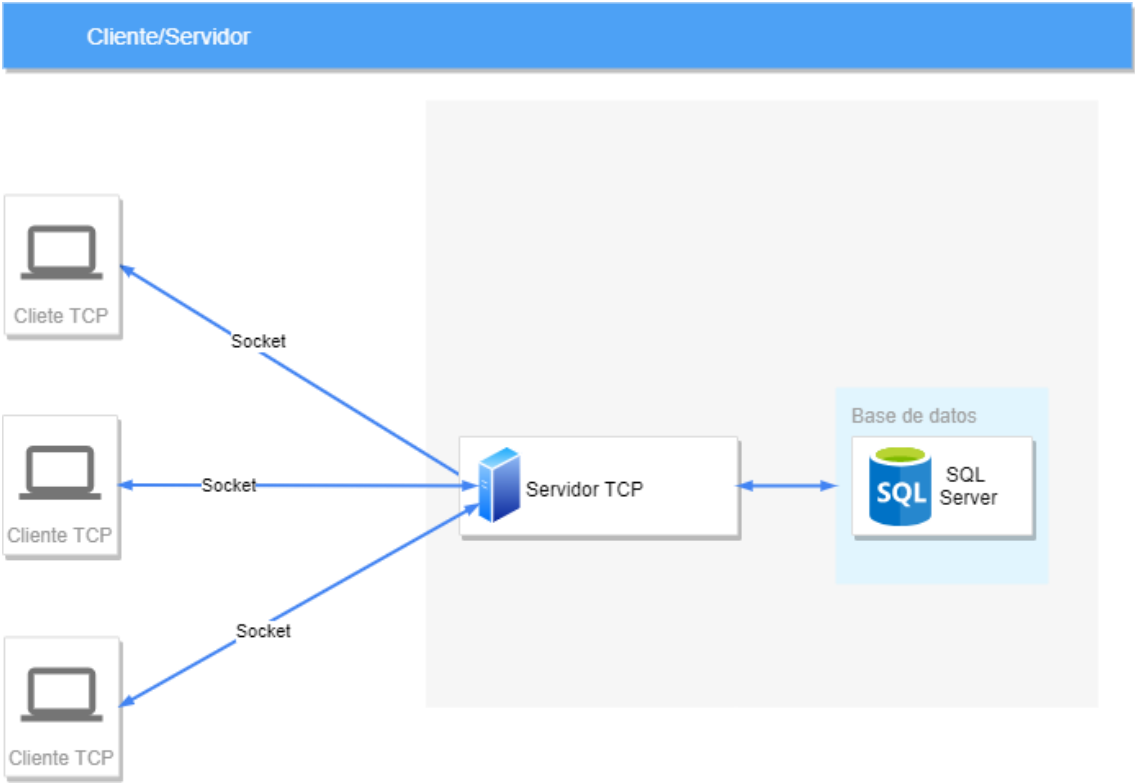 Cliente/Servidor
Cliete TCP
Socket
Base de datos
SQL
SQL
Server
Servidor TCP
Socket
Cliente TCP
Socket
Cliente TCP